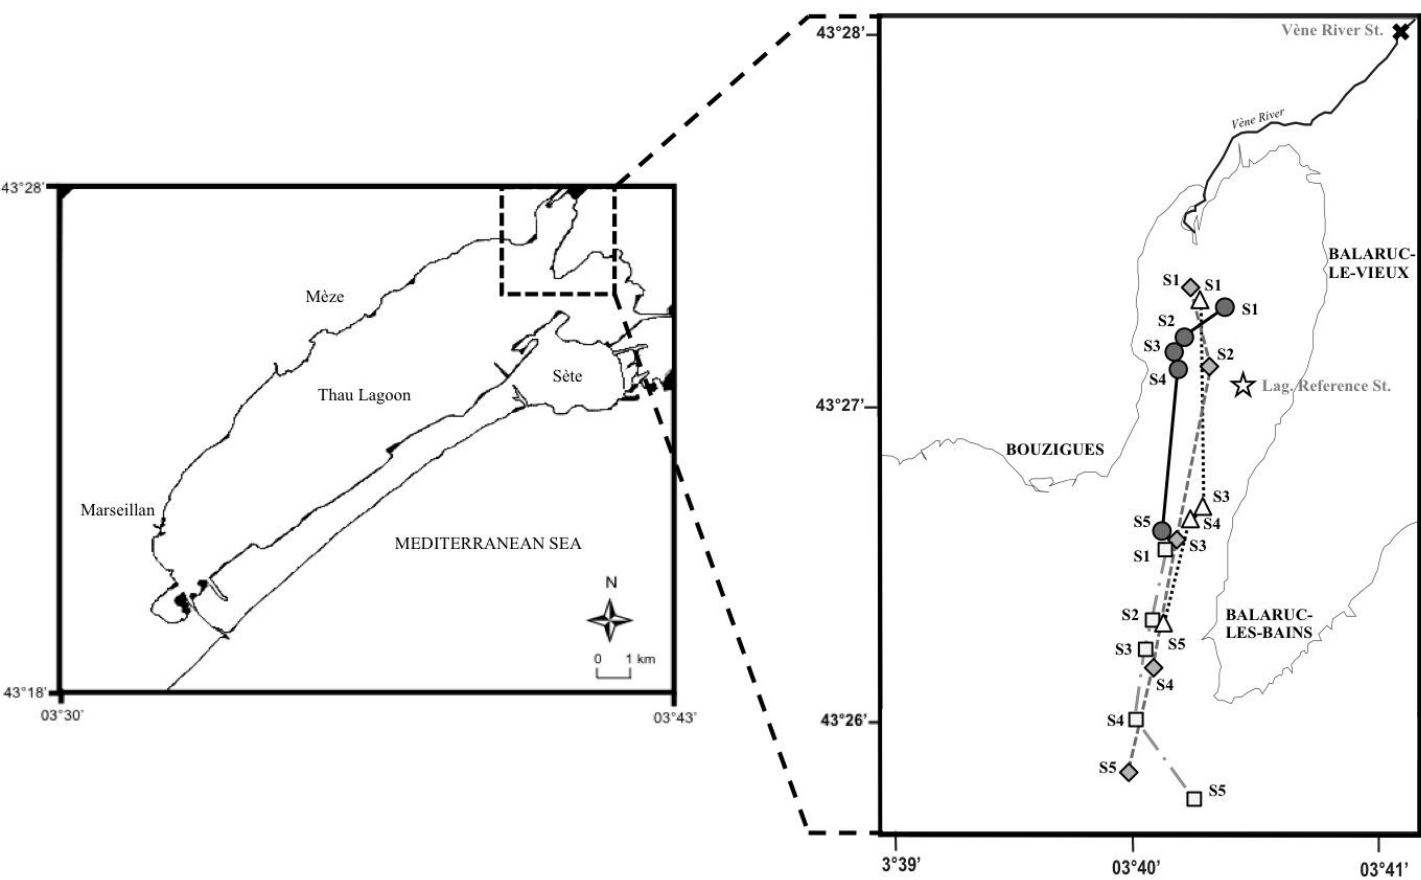 43°28'
Mèze
Thau Lagoon
Sète
Marseillan
MEDITERRANEAN SEA
N
0 1 km
43°18'
03°30'
03°43'
43°28'
Vène River St.
Vène River
BALARUC-
LE-VIEUX
S1
S1
S1
S2
S3
S2
S4
Lag. Reference St.
43°27'
BOUZIGUES
S3
S5
S4
S1
S3
S2
BALARUC-
LES-BAINS
S3
S5
S4
S4
43°26'
S5
S5
3°39'
03°40'
03°41'